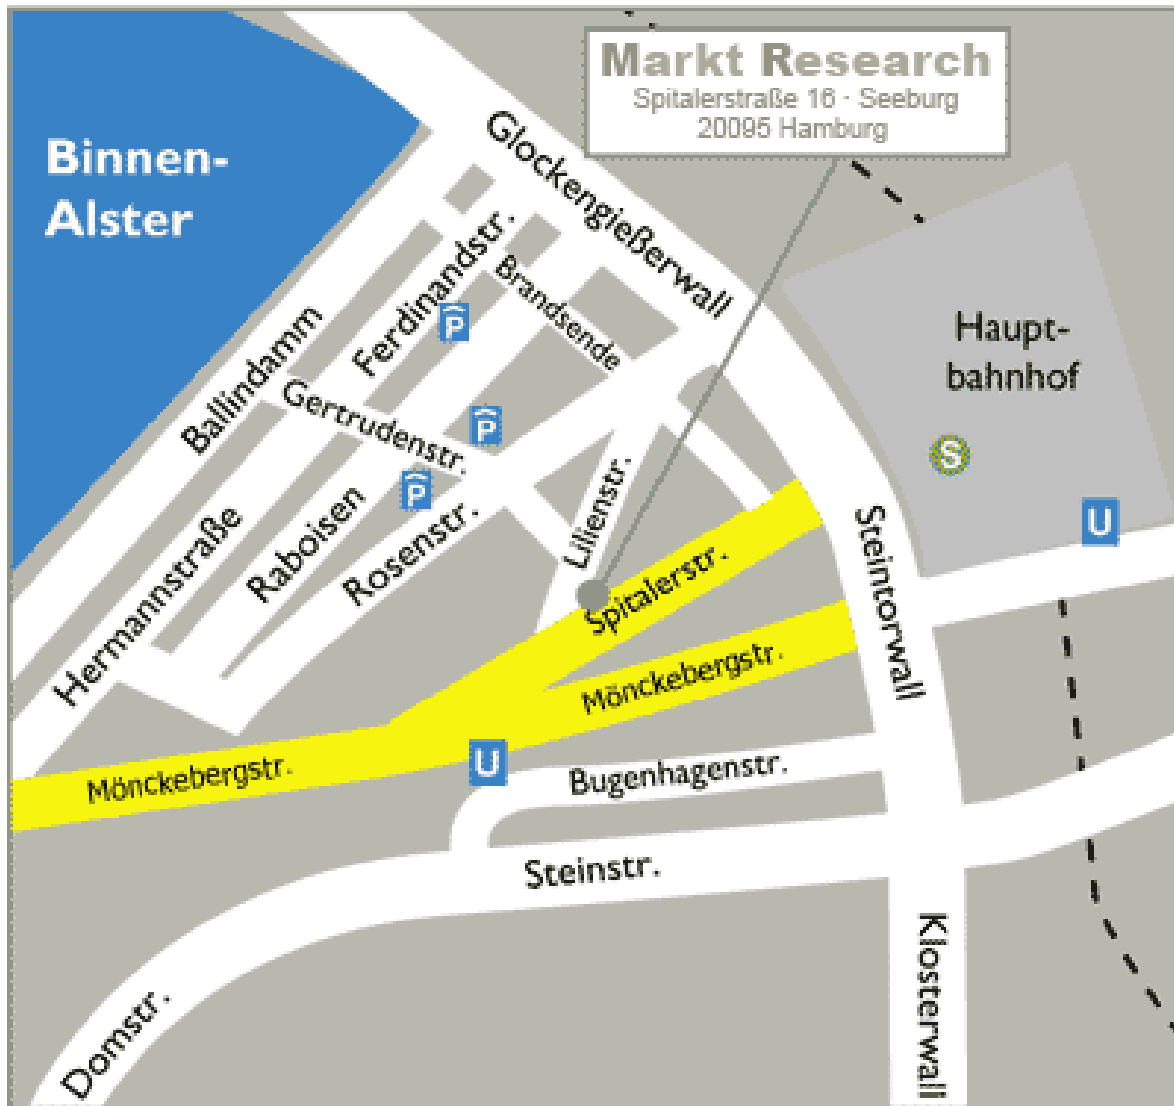 Markt Research
Spitalerstraße 16 · Seeburg
20095 Hamburg
Binnen-
Alster
Glockengießerwall
Ferdinandstr.
Brandsende
Ballindamm
Gertrudenstr.
P
P
P
Haupt-
bahnhof
S
U
Hermannstraße
Raboisen
Rosenstr.
Lilienstr.
Spitalerstr.
Steintorwall
Mönckebergstr.
Mönckebergstr.
U
Bugenhagenstr.
Steinstr.
Klosterwall
Domstr.